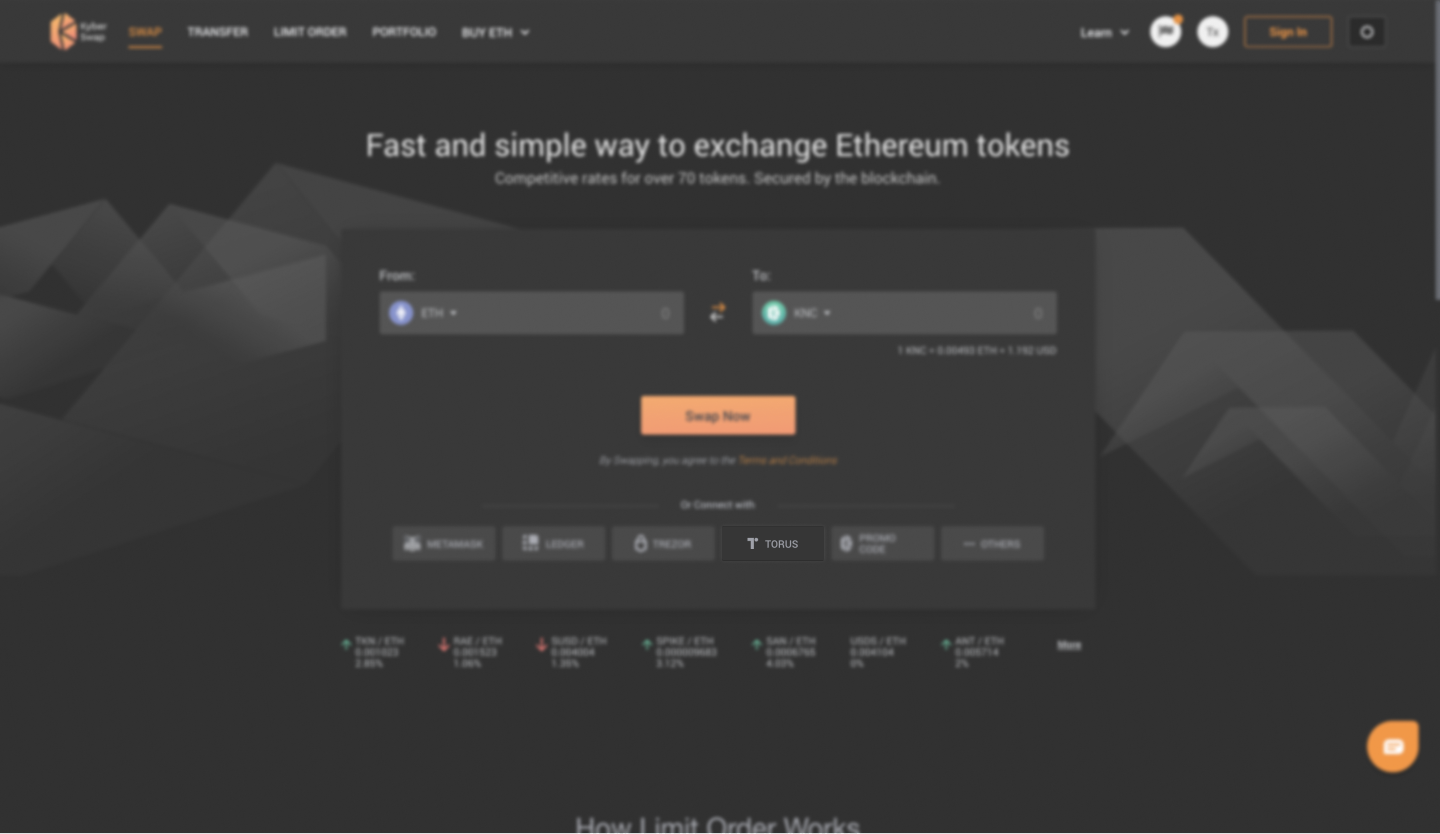 Kyber
Swap
SWAP
TRANSFER
LIMIT ORDER
PORTFOLIO
BUY ETH
Learn
Tx
Sign In
Fast and simple way to exchange Ethereum tokens
Competitive rates for over 70 tokens. Secured by the blockchain.
From:
To:
ETH
0
KNC
0
1 KNC = 0.00493 ETH = 1.192 USD
Swap Now
By Swapping, you agree to the Terms and Conditions
Or Connect with
METAMASK
LEDGER
TREZOR
TORUS
PROMO
CODE
OTHERS
TKN / ETH
0.001023
2.89%
RAE / ETH
0.001523
1.06%
SUSD / ETH
0.004004
1.35%
SPIKE / ETH
0.000009683
3.12%
SAN / ETH
0.0006765
4.03%
USDS / ETH
0.004104
0%
ANT / ETH
0.005714
2%
More
How Limit Order Works